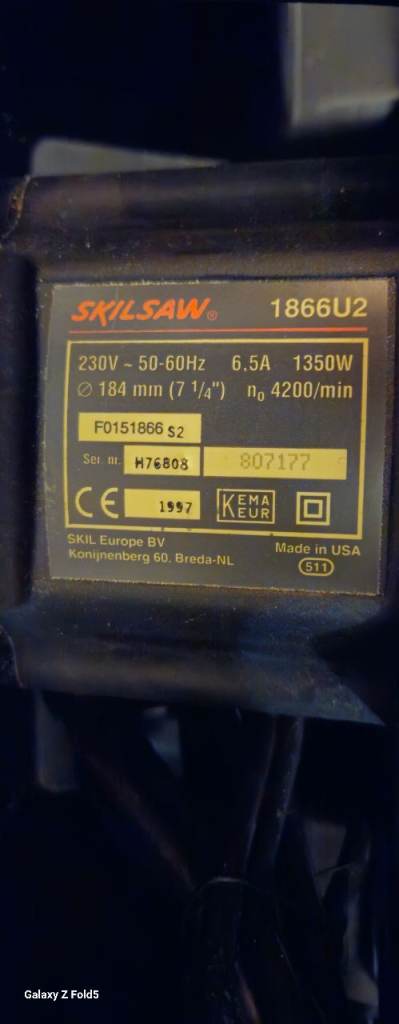 SKILSAW® 1866U2
230V ~ 50-60Hz 6,5A 1350W
⌀ 184 mm (7 1/4") n₀ 4200/min
F0151866 S2
Ser. nr. H76808 807177
CE 1997 KEMA KEUR
SKIL Europe BV
Konijnenberg 60. Breda-NL
Made in USA
511
Galaxy Z Fold5